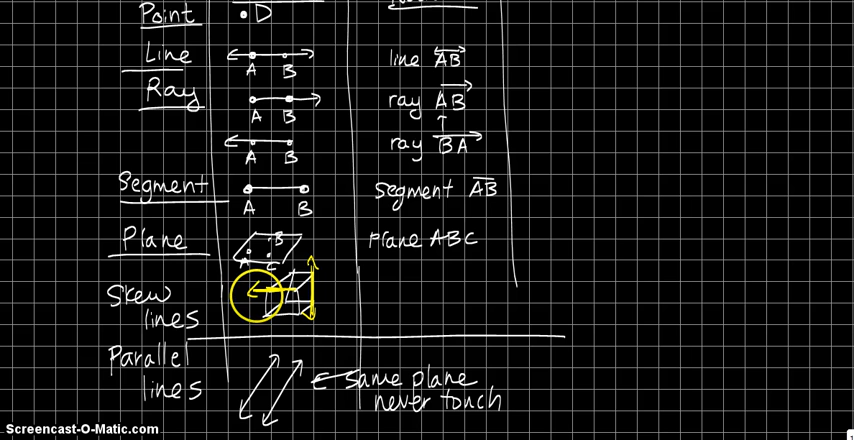 Point
D
Line
A B
line AB
Ray
A B
ray AB
A B
ray BA
Segment
A B
Segment AB
Plane
A B C
Plane ABC
Skew
lines
Parallel
lines
same plane
never touch
Screencast-O-Matic.com